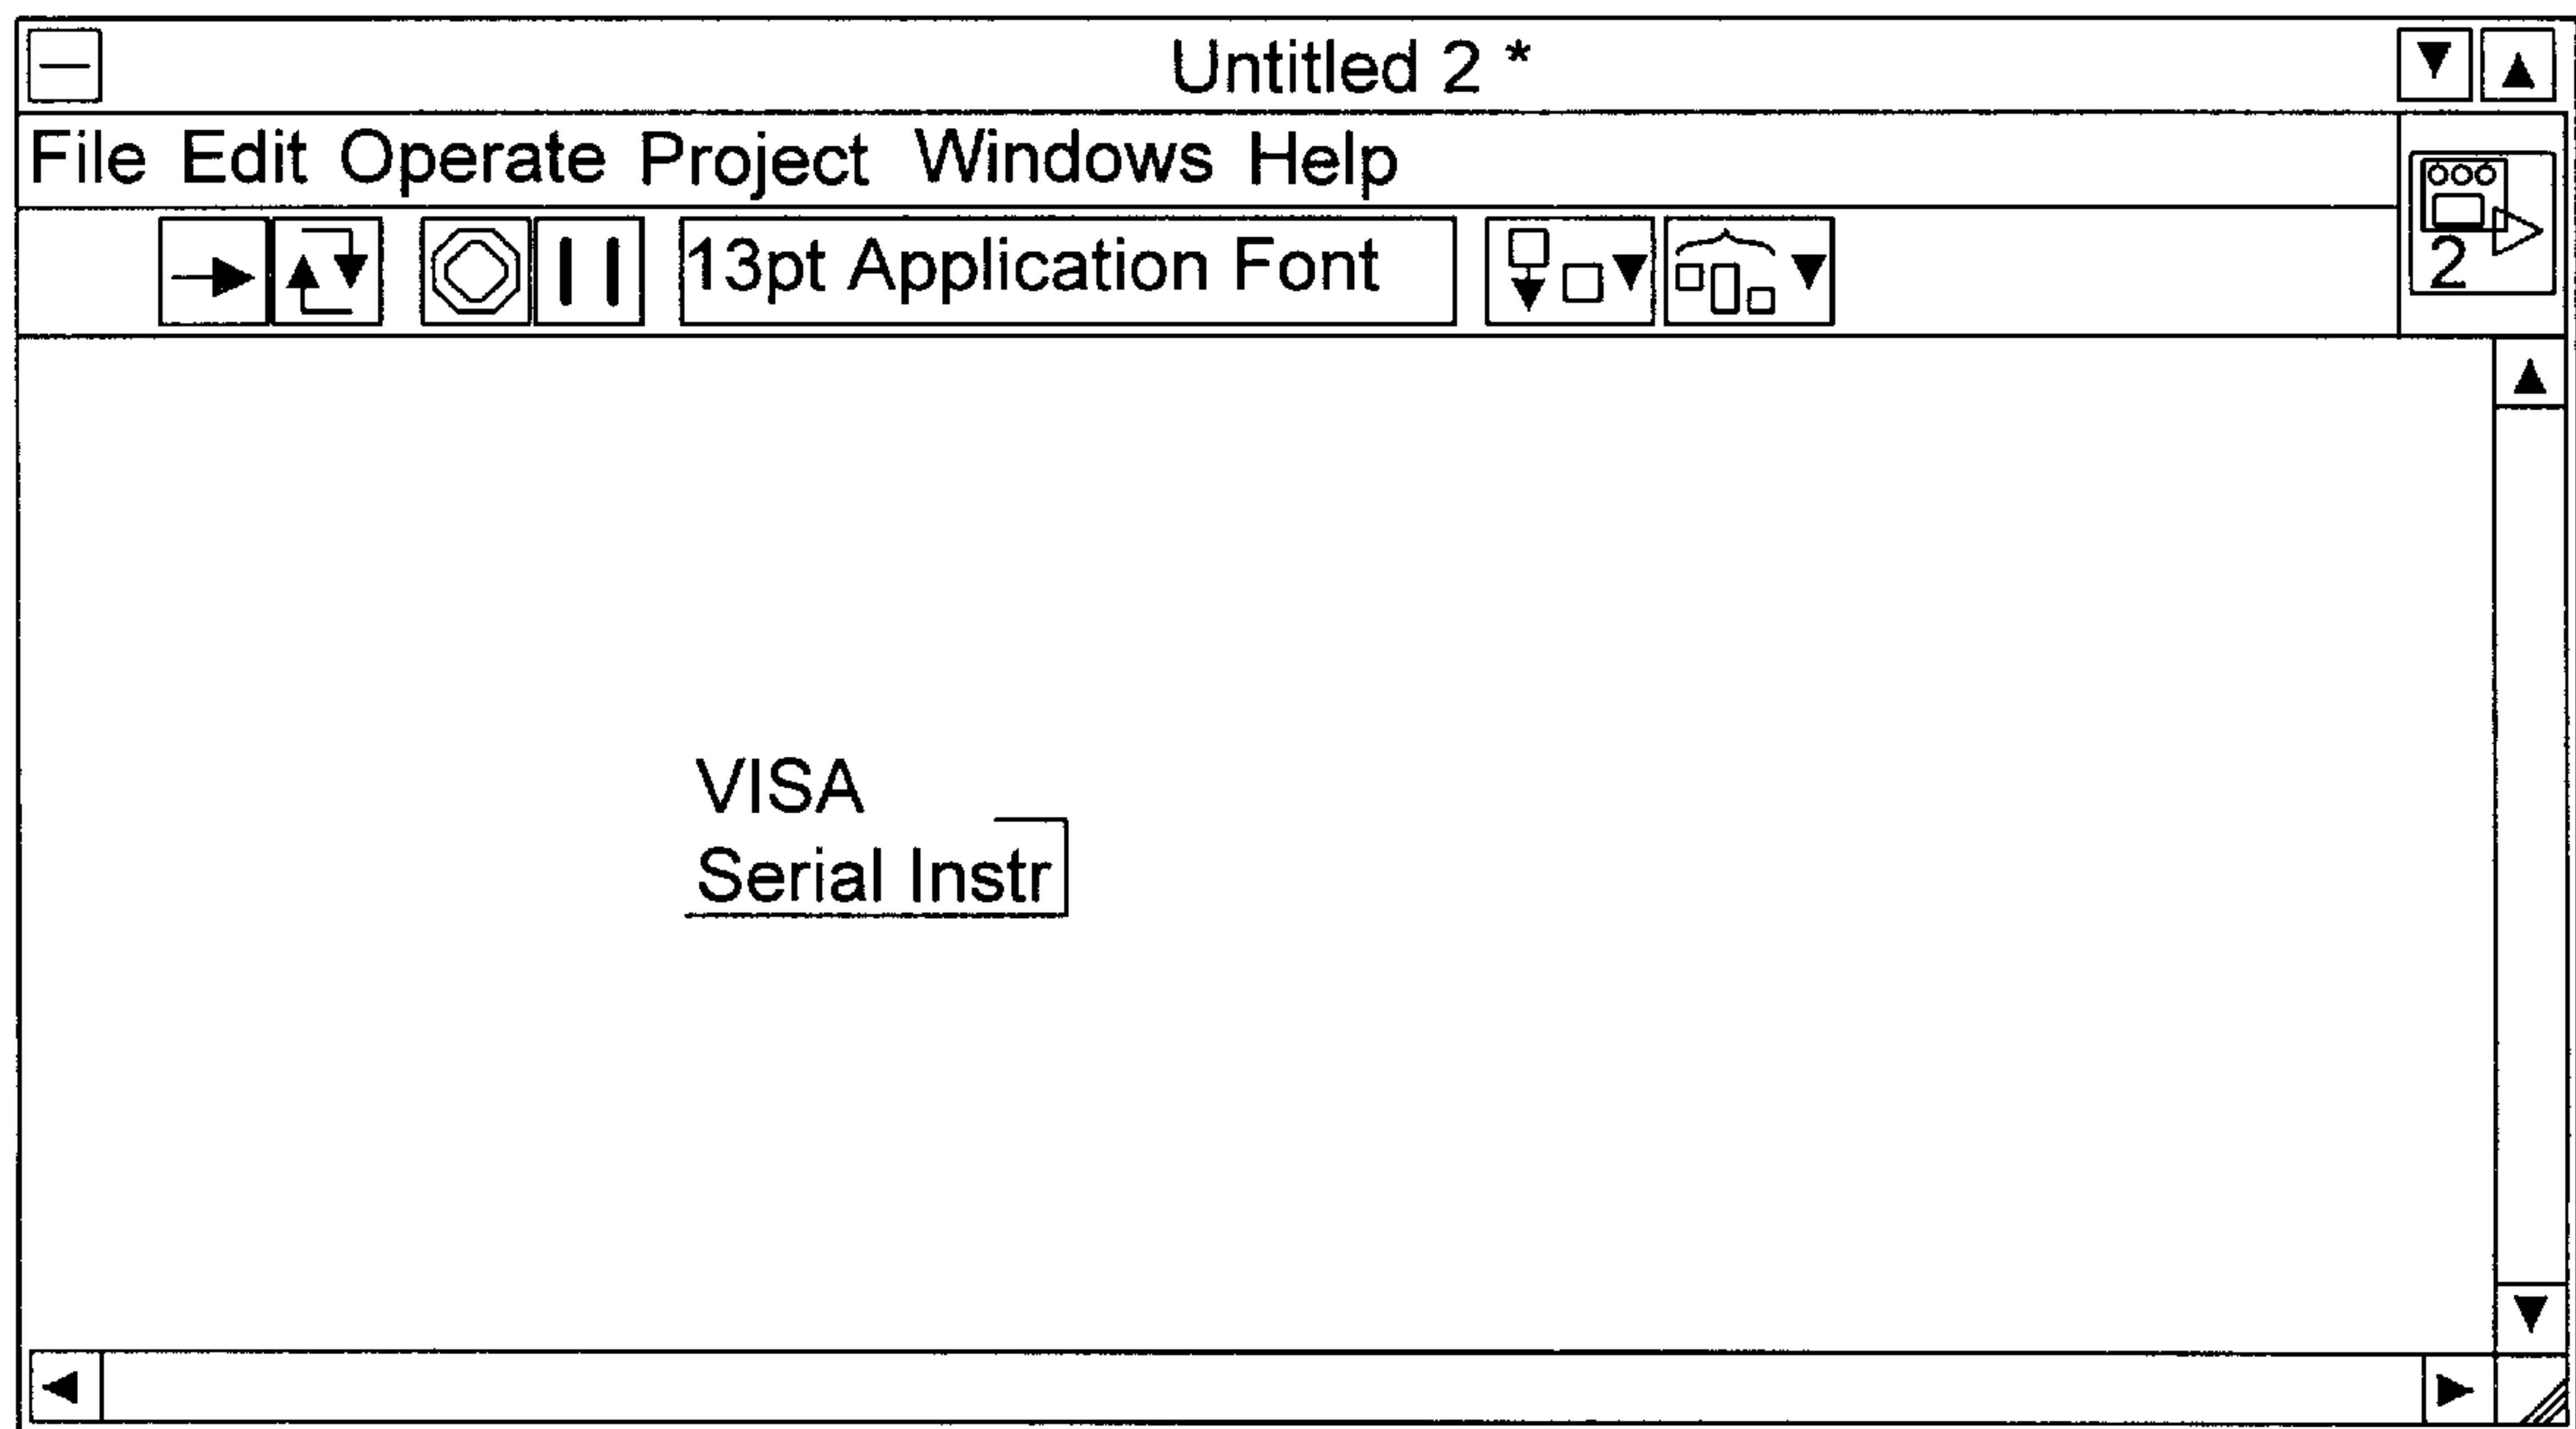 Untitled 2 *
File Edit Operate Project Windows Help
13pt Application Font
2
VISA
Serial Instr